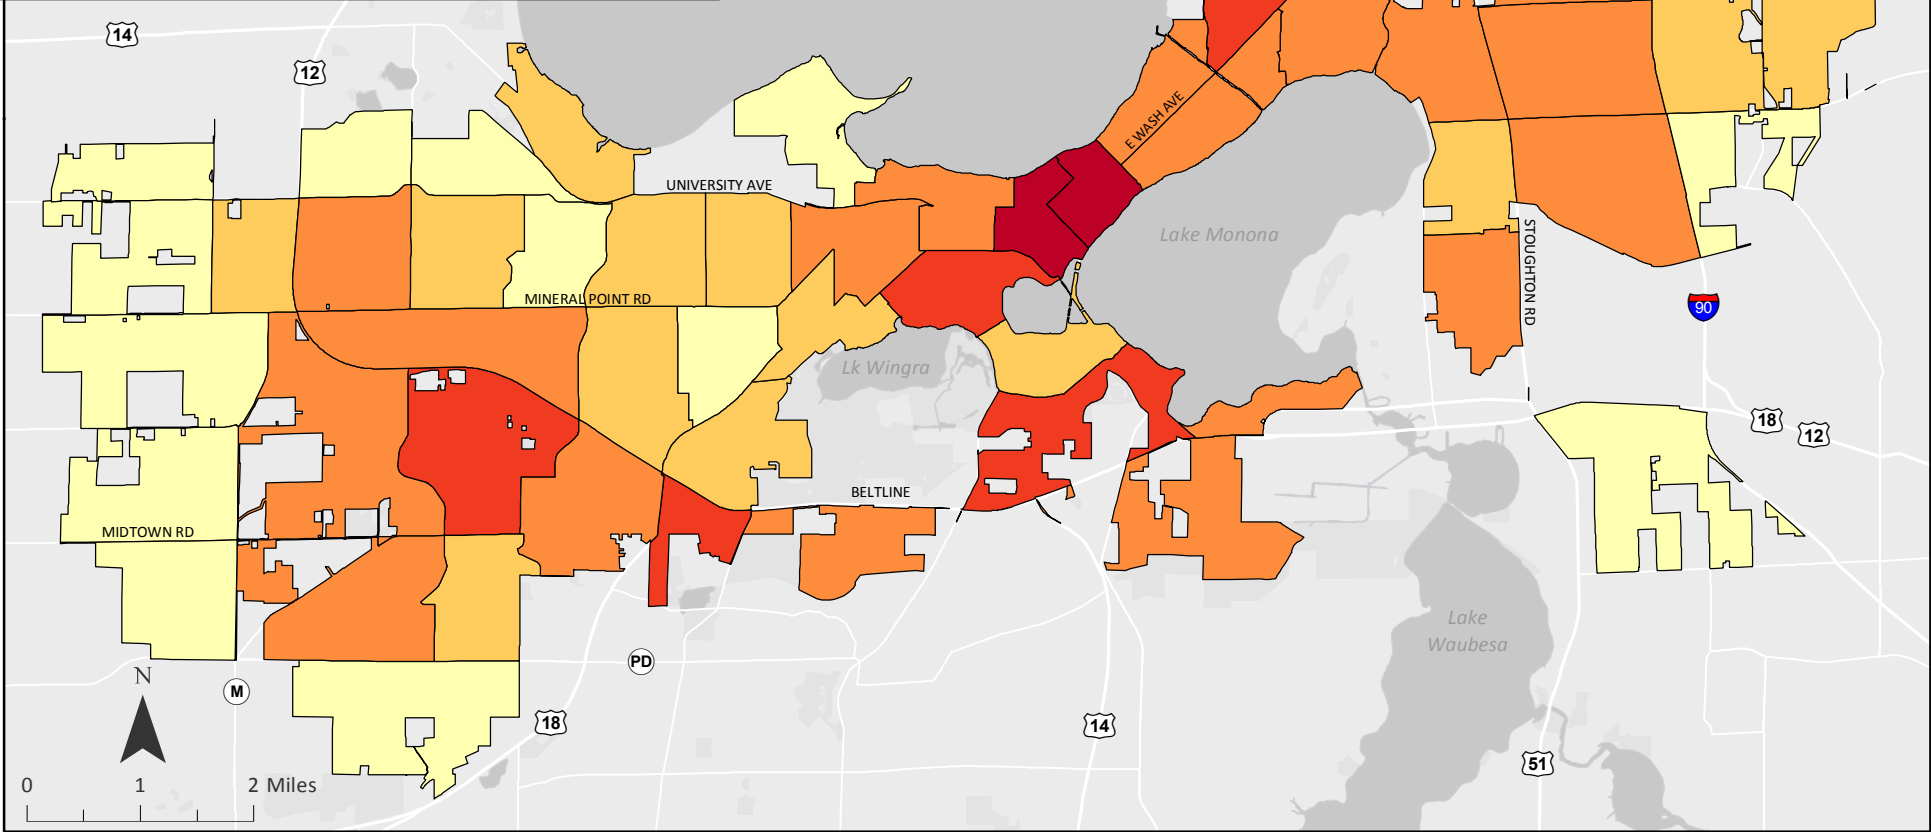 14
12
E WASH AVE
UNIVERSITY AVE
Lake Monona
STOUGHTON RD
MINERAL POINT RD
90
Lk Wingra
18
12
BELTLINE
MIDTOWN RD
Lake
Waubesa
PD
N
M
18
14
51
0 1 2 Miles